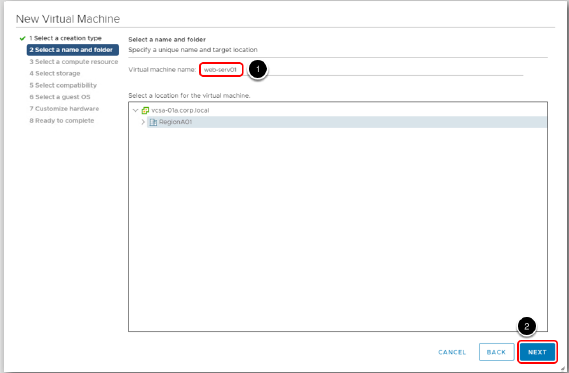 New Virtual Machine
1 Select a creation type
2 Select a name and folder
3 Select a compute resource
4 Select storage
5 Select compatibility
6 Select a guest OS
7 Customize hardware
8 Ready to complete
Select a name and folder
Specify a unique name and target location
Virtual machine name: web-serv01 1
Select a location for the virtual machine.
vcsa-01a.corp.local
RegionA01
2
CANCEL BACK NEXT